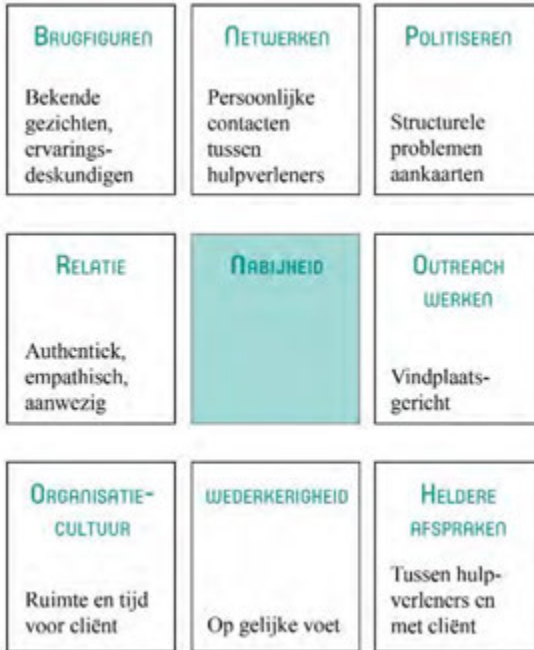 BRUGFIGUREN
Bekende
gezichten,
ervarings-
deskundigen
NETWERKEN
Persoonlijke
contacten
tussen
hulpverleners
POLITISEREN
Structurele
problemen
aankaarten
RELATIE
Authentiek,
empathisch,
aanwezig
NABIJHEID
OUTREACH
WERKEN
Vindplaats-
gericht
ORGANISATIE-
CULTUUR
Ruimte en tijd
voor cliënt
WEDERKERIGHEID
Op gelijke voet
HELDERE
AFSPRAKEN
Tussen hulp-
verleners en
met cliënt